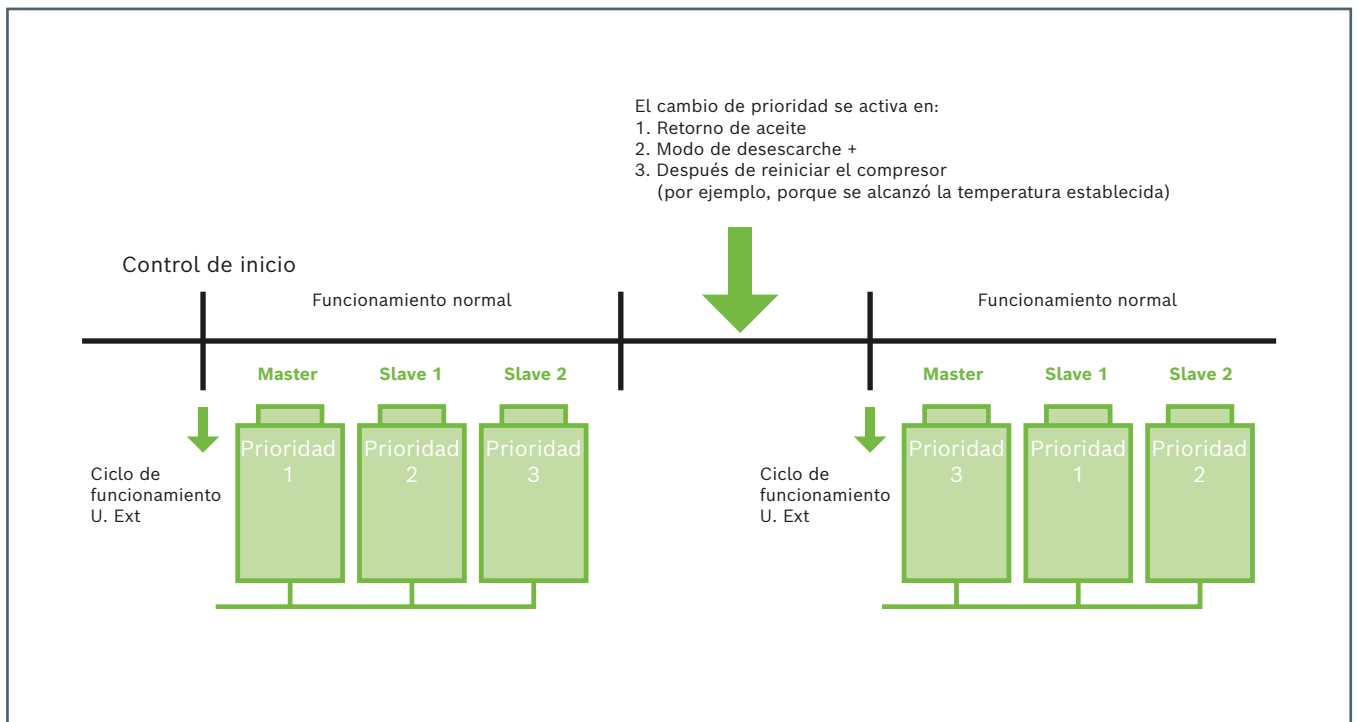 El cambio de prioridad se activa en:
1. Retorno de aceite
2. Modo de desescarche +
3. Después de reiniciar el compresor
(por ejemplo, porque se alcanzó la temperatura establecida)
Control de inicio
Funcionamiento normal
Funcionamiento normal
Master
Slave 1
Slave 2
Master
Slave 1
Slave 2
Prioridad
1
Prioridad
2
Prioridad
3
Prioridad
3
Prioridad
1
Prioridad
2
Ciclo de
funcionamiento
U. Ext
Ciclo de
funcionamiento
U. Ext